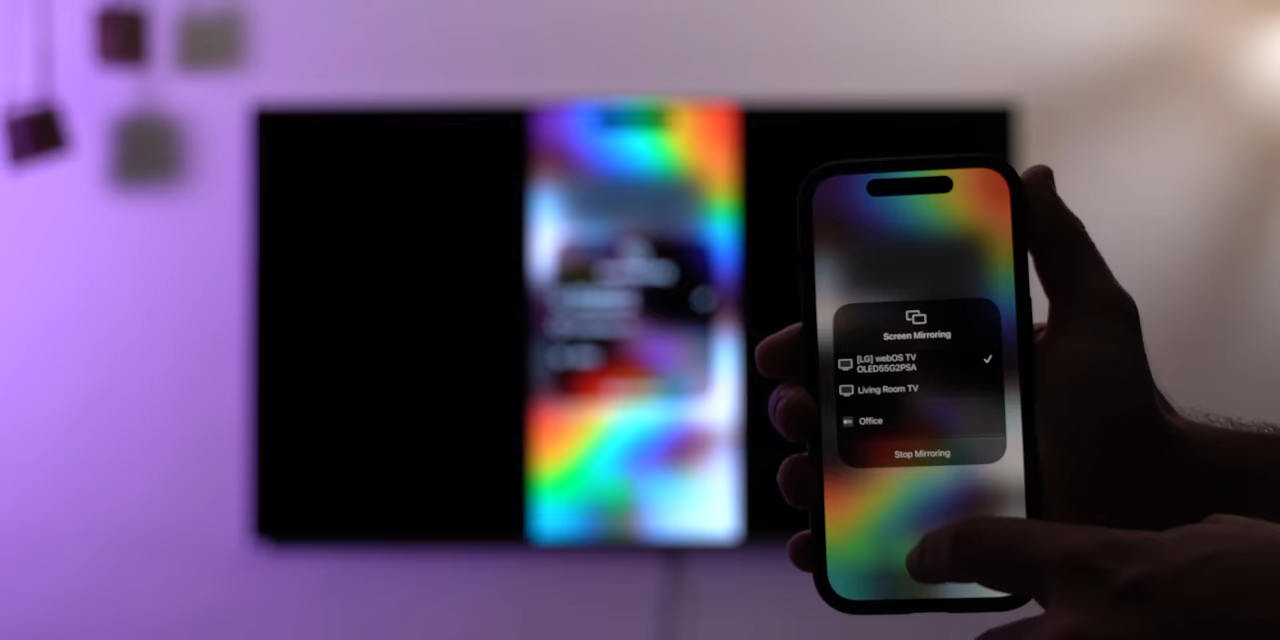 Screen Mirroring
[LG] webOS TV
OLED55G2PSA
Living Room TV
Office
Stop Mirroring